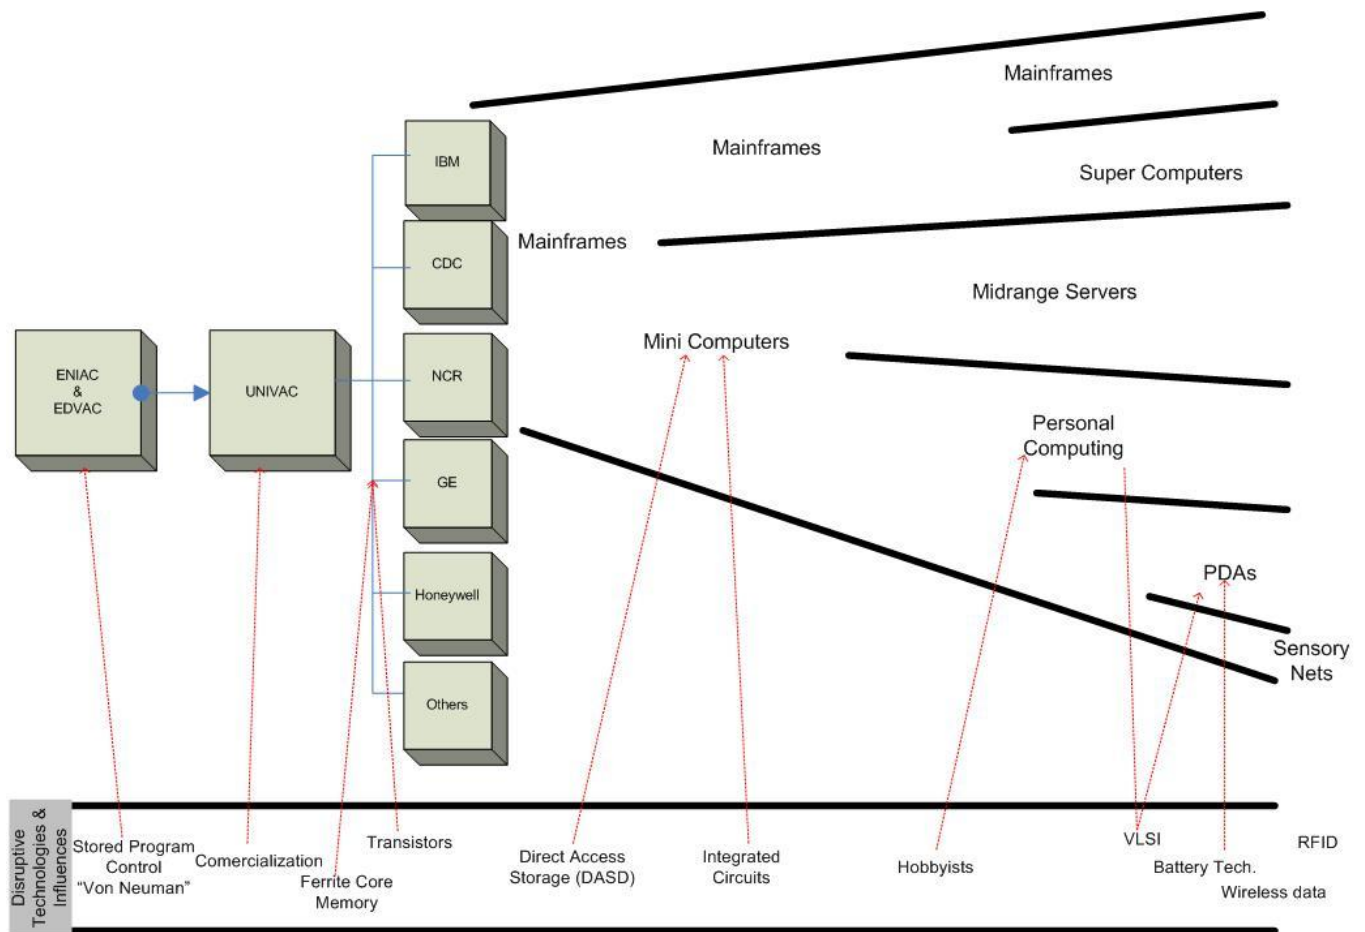 Mainframes
Mainframes
Super Computers
IBM
Mainframes
CDC
Midrange Servers
Mini Computers
ENIAC
&
EDVAC
UNIVAC
NCR
Personal
Computing
GE
PDAs
Honeywell
Sensory
Nets
Others
Disruptive
Technologies &
Influences
Stored Program
Control
"Von Neuman"
Comercialization
Ferrite Core
Memory
Transistors
Direct Access
Storage (DASD)
Integrated
Circuits
Hobbyists
VLSI
Battery Tech.
RFID
Wireless data